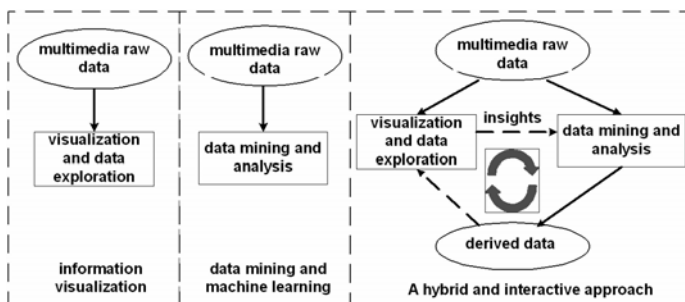 multimedia raw
data
visualization
and data
exploration
information
visualization
multimedia raw
data
data mining and
analysis
data mining and
machine learning
multimedia raw
data
insights
visualization
and data
exploration
data mining and
analysis
derived data
A hybrid and interactive approach